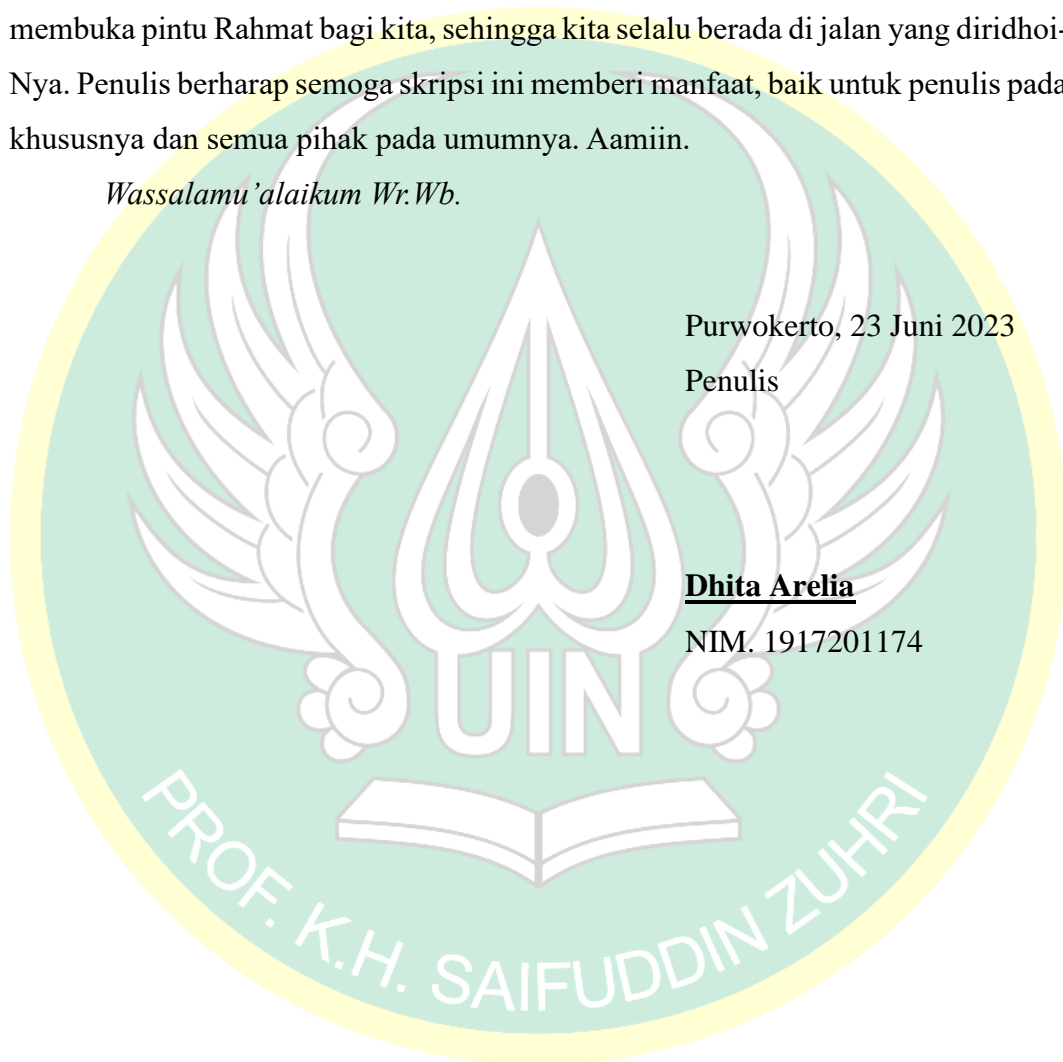 membuka pintu Rahmat bagi kita, sehingga kita selalu berada di jalan yang diridhoi-
Nya. Penulis berharap semoga skripsi ini memberi manfaat, baik untuk penulis pada
khususnya dan semua pihak pada umumnya. Aamiin.
Wassalamu’alaikum Wr.Wb.
Purwokerto, 23 Juni 2023
Penulis
Dhita Arelia
NIM. 1917201174
UIN
PROF. K.H. SAIFUDDIN ZUHRI